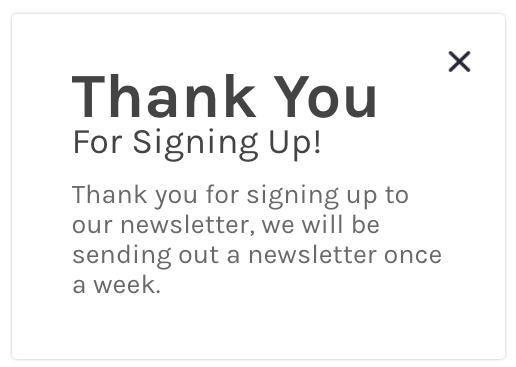 Thank You
For Signing Up!
Thank you for signing up to
our newsletter, we will be
sending out a newsletter once
a week.